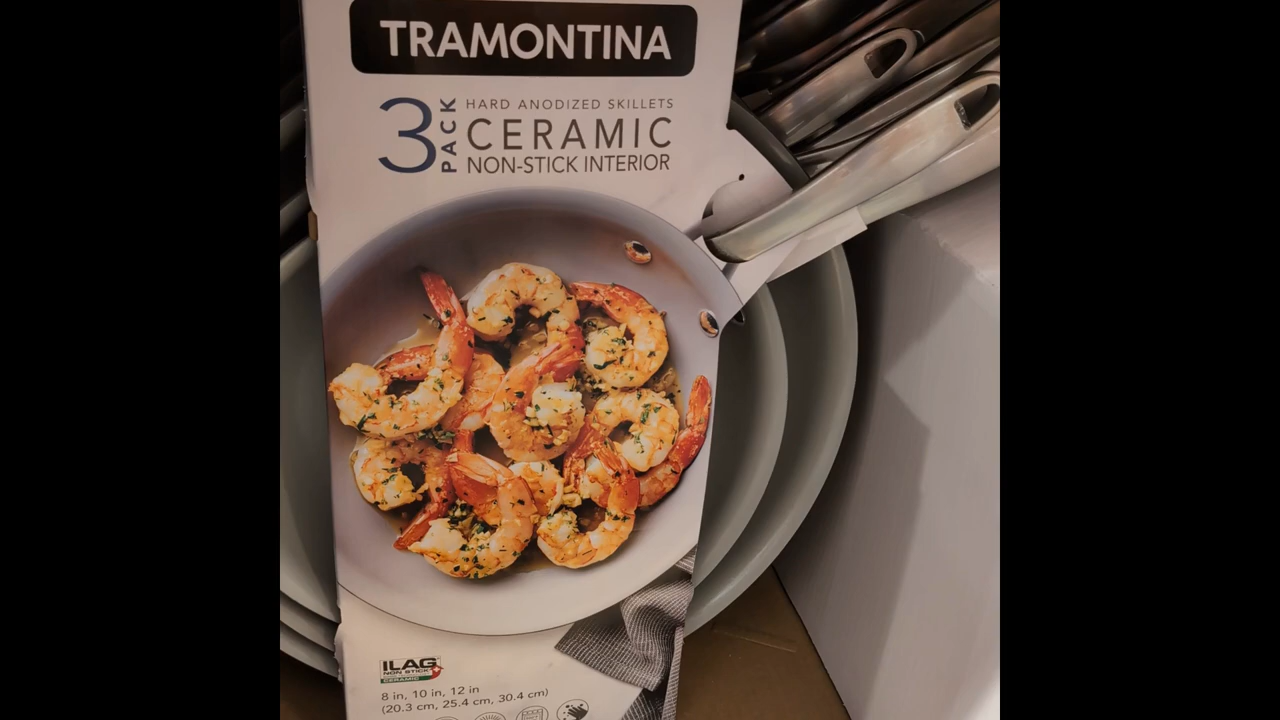 TRAMONTINA
3 PACK
HARD ANODIZED SKILLETS
CERAMIC
NON-STICK INTERIOR
ILAG
NON STICK
CERAMIC
8 in, 10 in, 12 in
(20.3 cm, 25.4 cm, 30.4 cm)